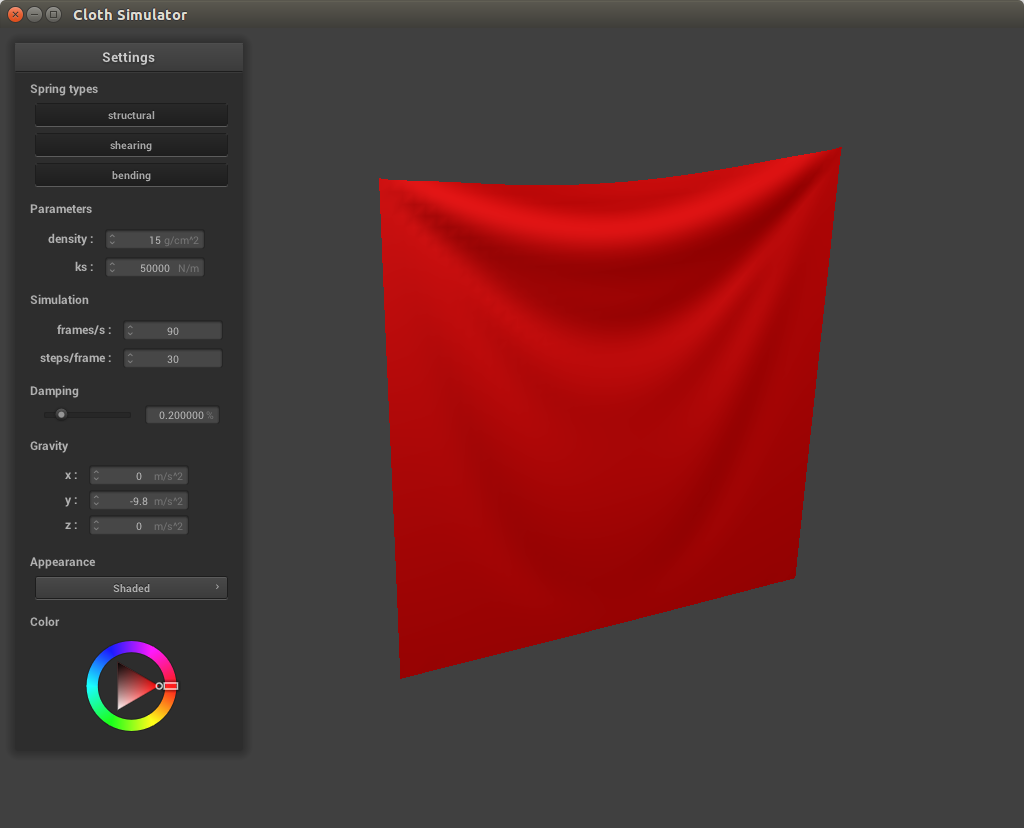 Cloth Simulator
Settings
Spring types
structural
shearing
bending
Parameters
density : 15 g/cm^2
ks : 50000 N/m
Simulation
frames/s : 90
steps/frame : 30
Damping
0.200000 %
Gravity
x : 0 m/s^2
y : -9.8 m/s^2
z : 0 m/s^2
Appearance
Shaded
Color